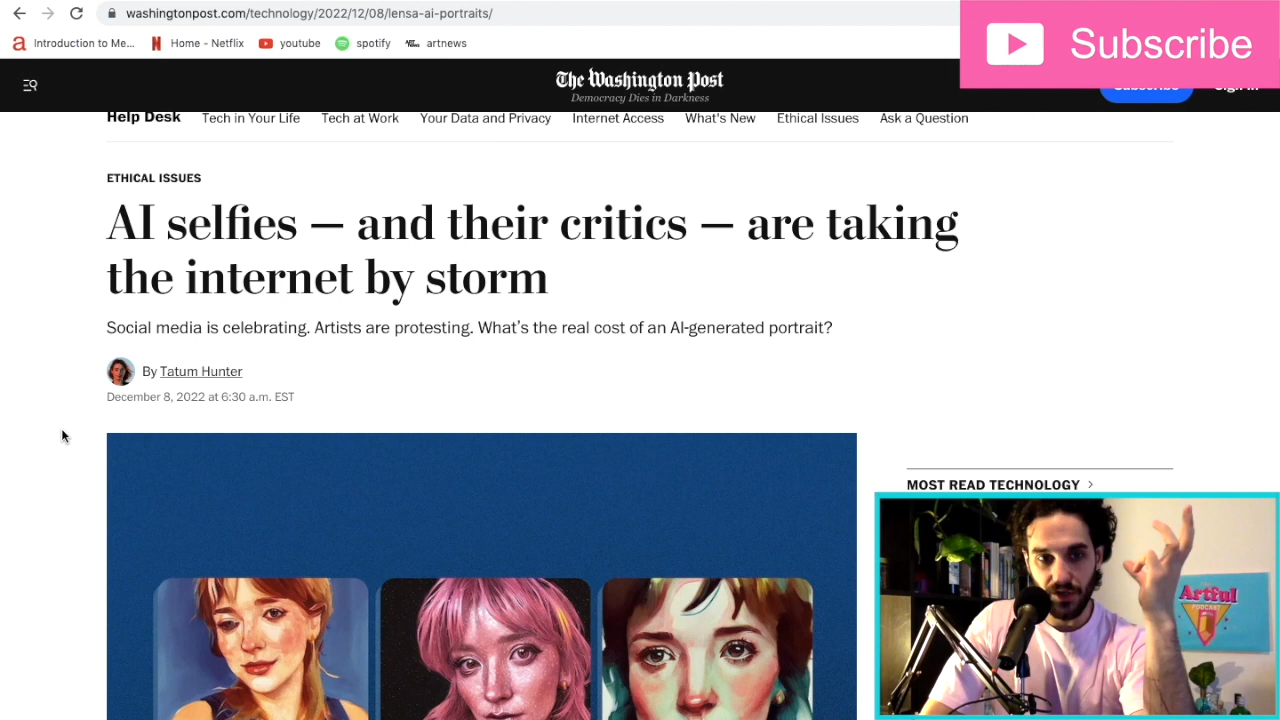 washingtonpost.com/technology/2022/12/08/lensa-ai-portraits/
Subscribe
Introduction to Me...
Home - Netflix
youtube
spotify
artnews
The Washington Post
Democracy Dies in Darkness
Subscribe
Help Desk
Tech in Your Life
Tech at Work
Your Data and Privacy
Internet Access
What's New
Ethical Issues
Ask a Question
ETHICAL ISSUES
AI selfies — and their critics — are taking
the internet by storm
Social media is celebrating. Artists are protesting. What's the real cost of an AI-generated portrait?
By Tatum Hunter
December 8, 2022 at 6:30 a.m. EST
MOST READ TECHNOLOGY >
Artful
PODCAST